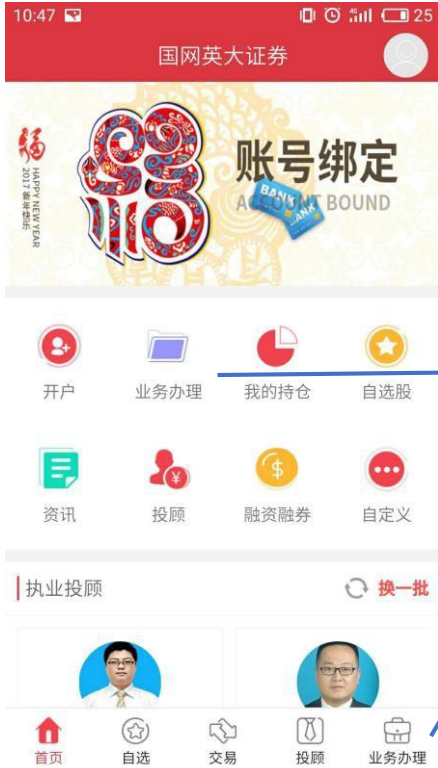 10:47 4G 25
国网英大证券
福
HAPPY NEW YEAR
2017 新年快乐
账号绑定
ACCOUNT BOUND
BANK
BANK
开户 业务办理 我的持仓 自选股
资讯 投顾 融资融券 自定义
执业投顾 换一批
首页 自选 交易 投顾 业务办理